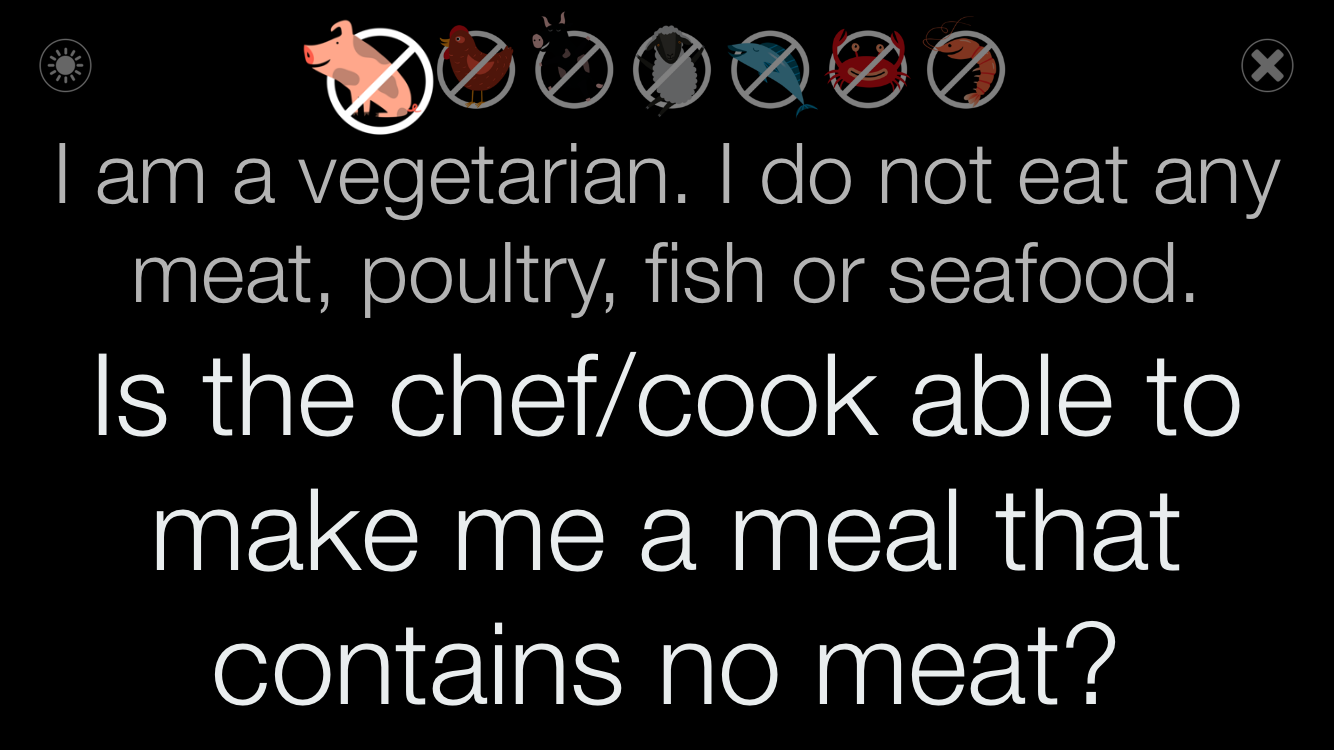 I am a vegetarian. I do not eat any
meat, poultry, fish or seafood.
Is the chef/cook able to
make me a meal that
contains no meat?